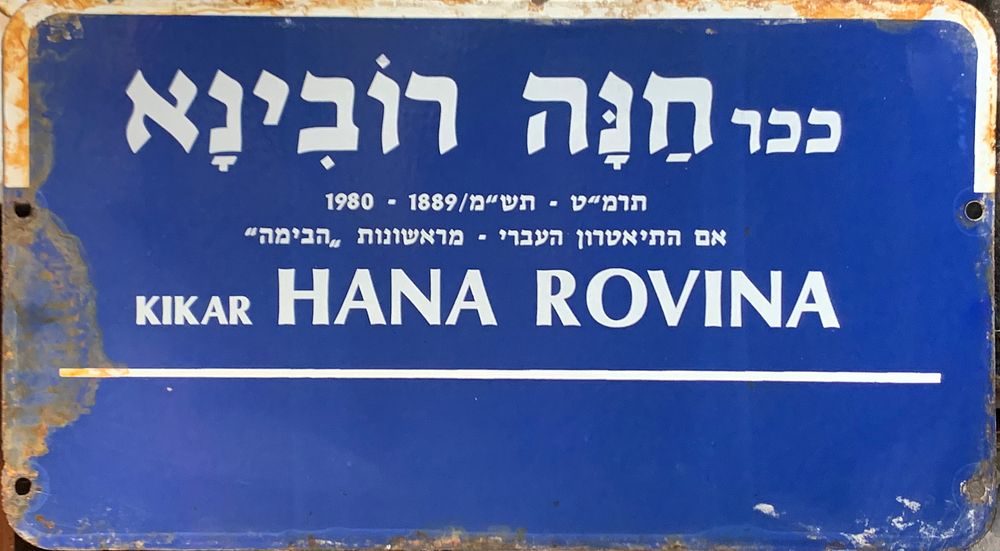 ככר חַנָּה רוֹבִינָא
תרמ״ט - תש״מ/1889 - 1980
אם התיאטרון העברי - מראשונות „הבימה״
KIKAR HANA ROVINA